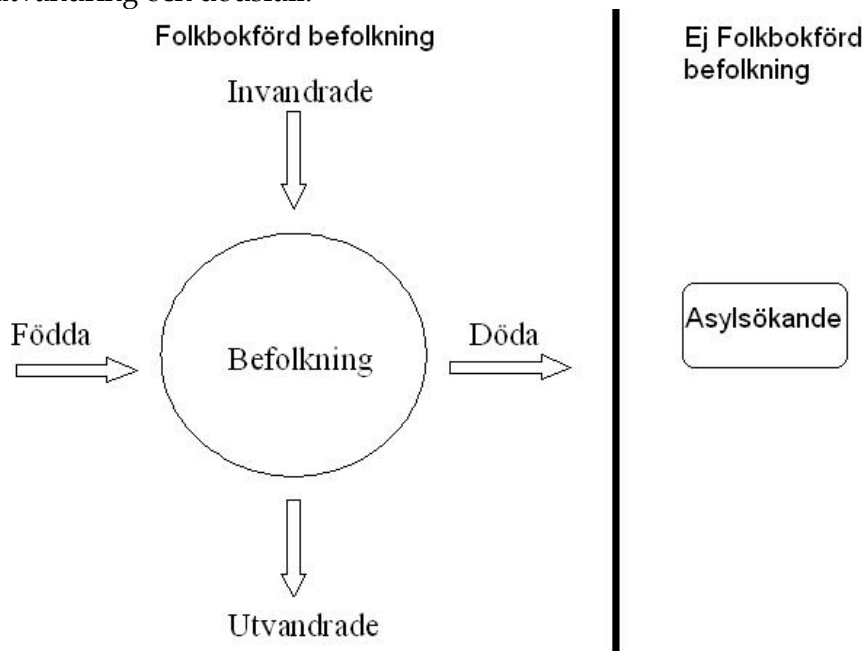 Folkbokförd befolkning
Ej Folkbokförd
befolkning
Invandrade
Födda
Befolkning
Döda
Asylsökande
Utvandrade